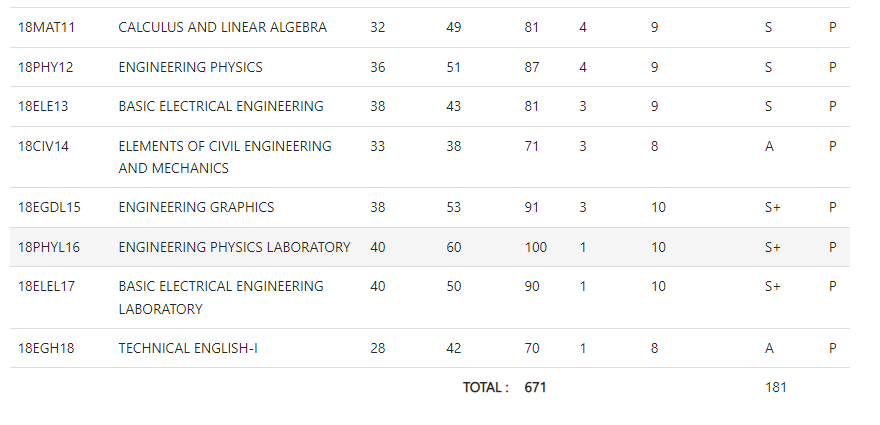 18MAT11 CALCULUS AND LINEAR ALGEBRA 32 49 81 4 9 S P
18PHY12 ENGINEERING PHYSICS 36 51 87 4 9 S P
18ELE13 BASIC ELECTRICAL ENGINEERING 38 43 81 3 9 S P
18CIV14 ELEMENTS OF CIVIL ENGINEERING 33 38 71 3 8 A P
AND MECHANICS
18EGDL15 ENGINEERING GRAPHICS 38 53 91 3 10 S+ P
18PHYL16 ENGINEERING PHYSICS LABORATORY 40 60 100 1 10 S+ P
18ELEL17 BASIC ELECTRICAL ENGINEERING 40 50 90 1 10 S+ P
LABORATORY
18EGH18 TECHNICAL ENGLISH-I 28 42 70 1 8 A P
TOTAL : 671 181